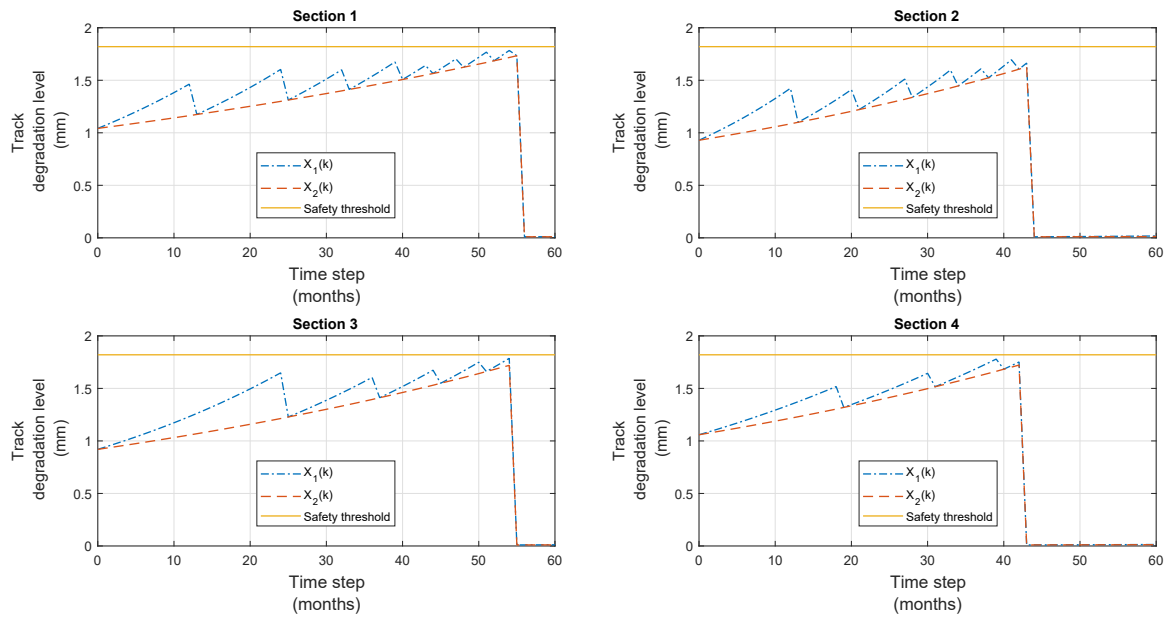 Section 1
2
1.5
1
0.5
0
Track
degradation level
(mm)
X1(k)
X2(k)
Safety threshold
0 10 20 30 40 50 60
Time step
(months)
Section 2
2
1.5
1
0.5
0
Track
degradation level
(mm)
X1(k)
X2(k)
Safety threshold
0 10 20 30 40 50 60
Time step
(months)
Section 3
2
1.5
1
0.5
0
Track
degradation level
(mm)
X1(k)
X2(k)
Safety threshold
0 10 20 30 40 50 60
Time step
(months)
Section 4
2
1.5
1
0.5
0
Track
degradation level
(mm)
X1(k)
X2(k)
Safety threshold
0 10 20 30 40 50 60
Time step
(months)